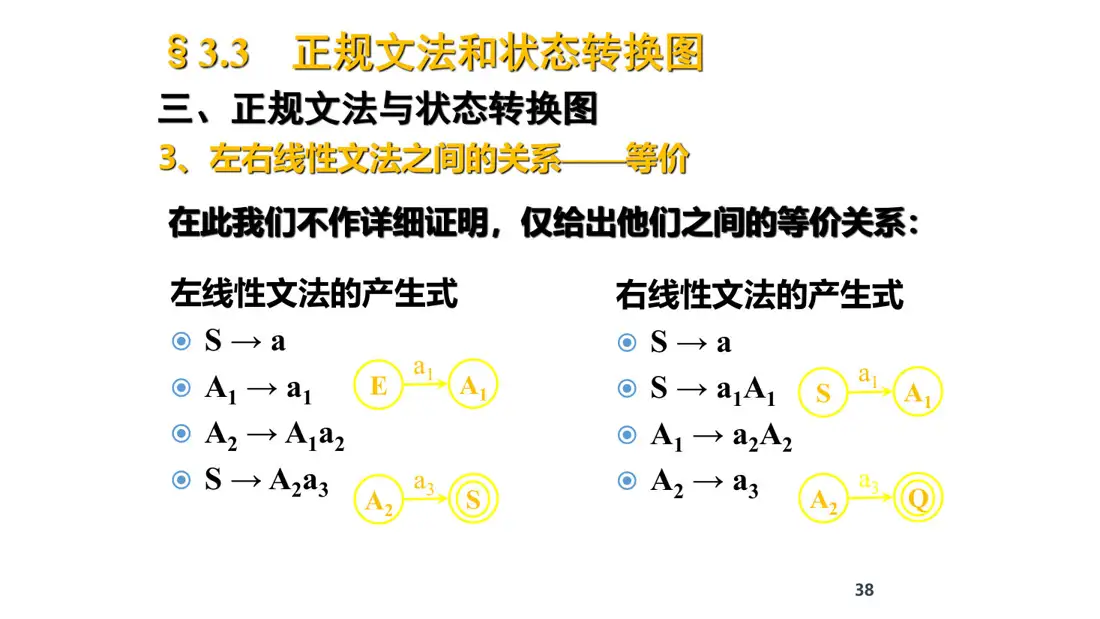 §3.3 正规文法和状态转换图
三、正规文法与状态转换图
3、左右线性文法之间的关系——等价
在此我们不作详细证明，仅给出他们之间的等价关系：
左线性文法的产生式
S → a
A₁ → a₁
A₂ → A₁a₂
S → A₂a₃
E a₁ A₁
A₂ a₃ S
右线性文法的产生式
S → a
S → a₁A₁
A₁ → a₂A₂
A₂ → a₃
S a₁ A₁
A₂ a₃ Q
38